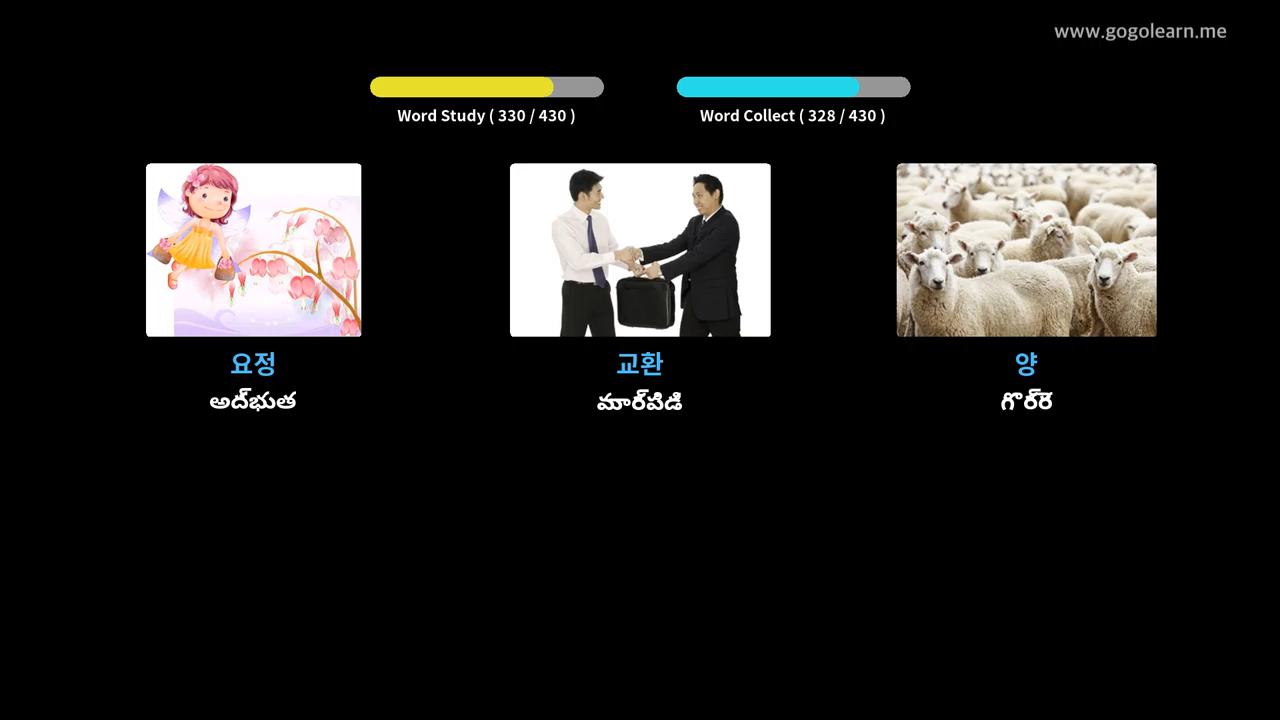 www.gogolearn.me
Word Study ( 330 / 430 )
Word Collect ( 328 / 430 )
요정
교환
양
అద్‌భుత
మార్‌పిడి
గొర్‌రె